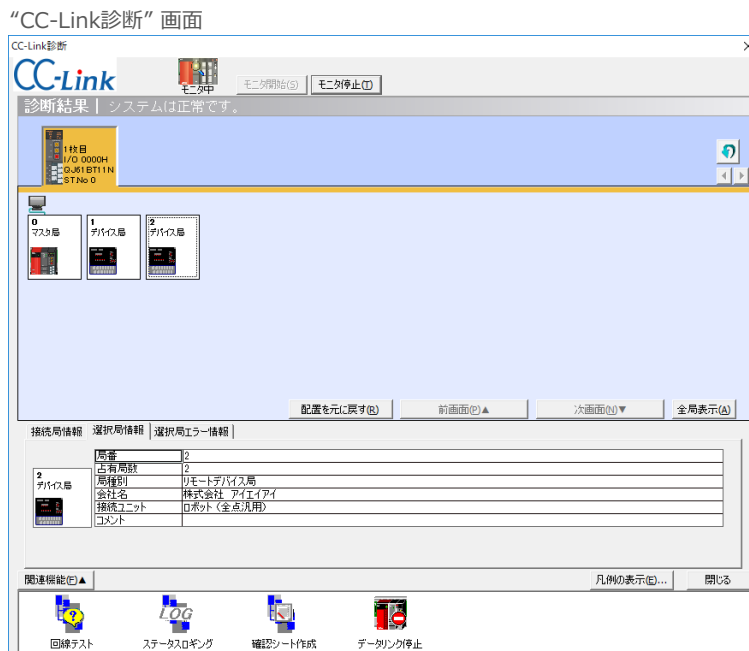 “CC-Link診断” 画面
CC-Link診断
CC-Link
モニタ中
モニタ開始(S)
モニタ停止(T)
診断結果 | システムは正常です。
1枚目
I/O 0000H
QJ61BT11N
ST.No 0
0
マスタ局
1
デバイス局
2
デバイス局
配置を元に戻す(R)
前画面(P)▲
次画面(N)▼
全局表示(A)
接続局情報
選択局情報
選択局エラー情報
2
デバイス局
局番 2
占有局数 2
局種別 リモートデバイス局
会社名 株式会社 アイエイアイ
接続ユニット ロボット（全点汎用）
コメント
関連機能(F)▲
凡例の表示(E)...
閉じる
回線テスト
LOG
ステータスロギング
確認シート作成
データリンク停止